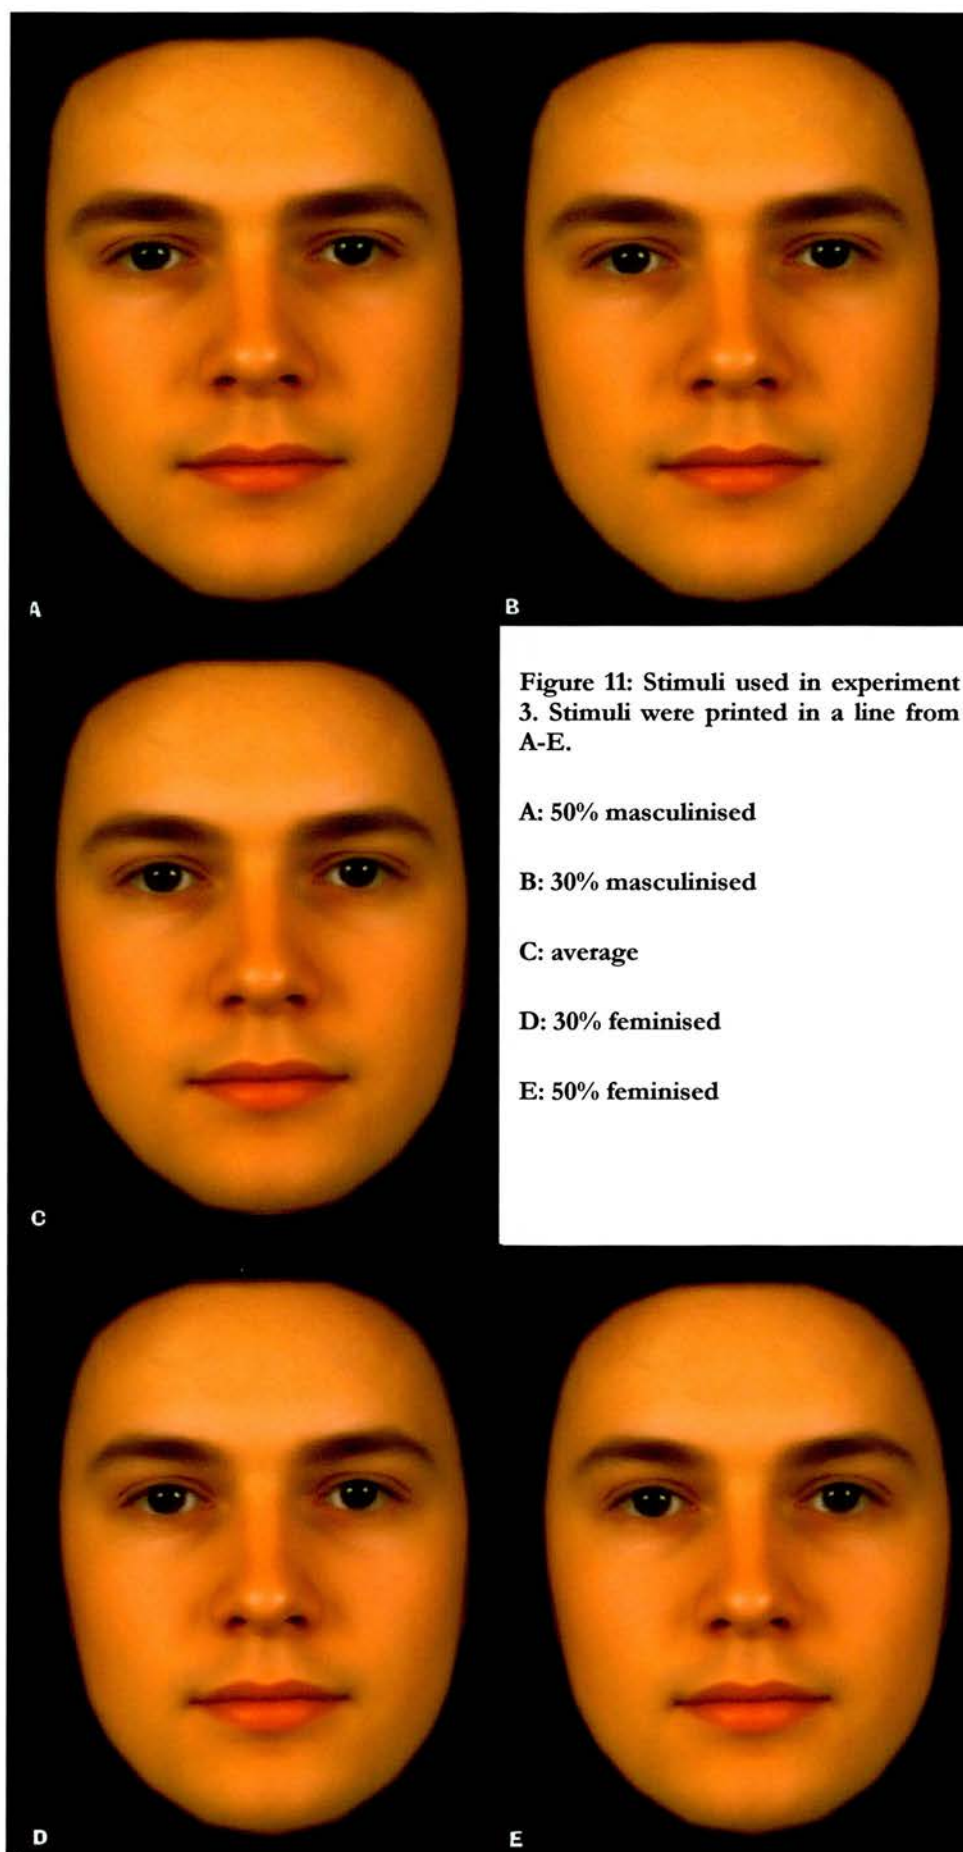 A
B
Figure 11: Stimuli used in experiment
3. Stimuli were printed in a line from
A-E.
A: 50% masculinised
B: 30% masculinised
C: average
D: 30% feminised
E: 50% feminised
C
D
E